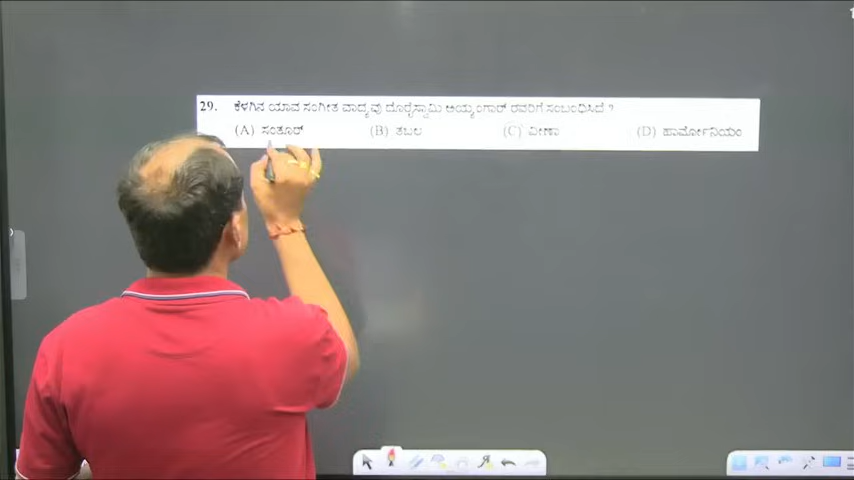 29. ಕೆಳಗಿನ ಯಾವ ಸಂಗೀತ ವಾದ್ಯವು ದೊರೈಸ್ವಾಮಿ ಅಯ್ಯಂಗಾರ್ ರವರಿಗೆ ಸಂಬಂಧಿಸಿದೆ ?
(A) ಸಂತೂರ್ (B) ತಬಲ (C) ವೀಣಾ (D) ಹಾರ್ಮೋನಿಯಂ